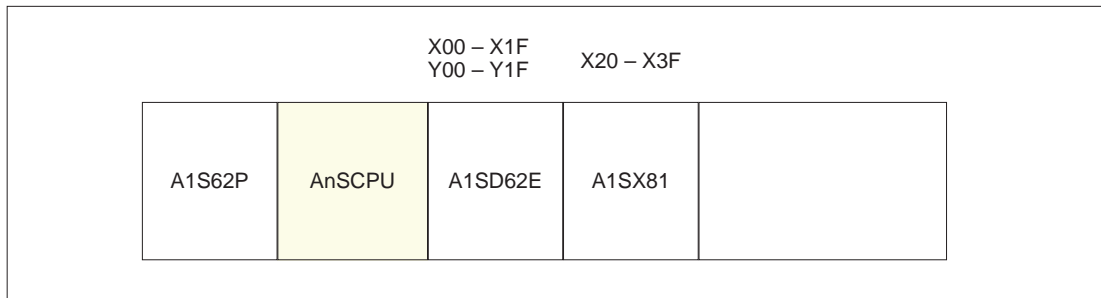 X00 – X1F
Y00 – Y1F
X20 – X3F
A1S62P
AnSCPU
A1SD62E
A1SX81